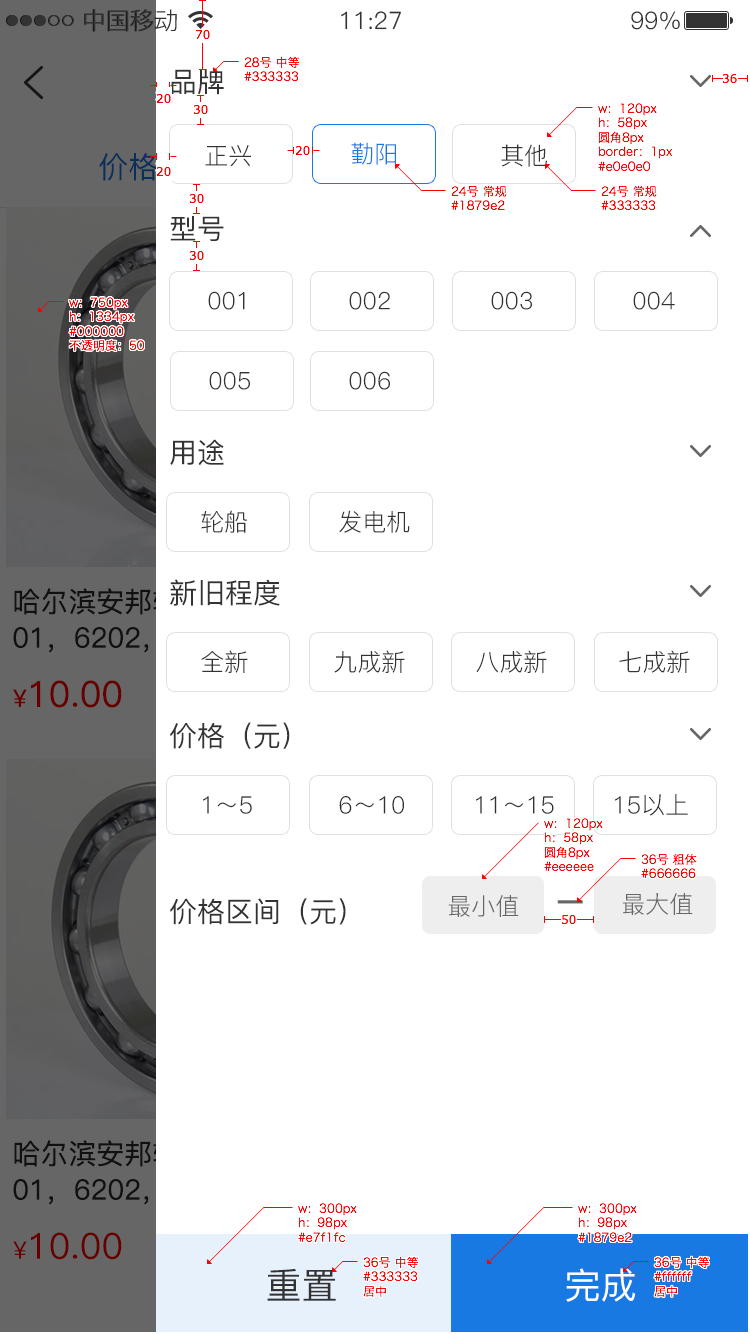 中国移动 11:27 99%
70
28号 中等
#333333
品牌
36
20
30
w: 120px
h: 58px
圆角8px
border: 1px
#e0e0e0
价格
20
正兴
20
勤阳
其他
24号 常规
#1879e2
24号 常规
#333333
30
型号
30
w: 750px
h: 1334px
#000000
不透明度: 50
001 002 003 004
005 006
用途
轮船 发电机
新旧程度
哈尔滨安邦
01, 6202,
全新 九成新 八成新 七成新
¥10.00
价格（元）
1～5 6～10 11～15 15以上
w: 120px
h: 58px
圆角8px
#eeeeee
36号 粗体
#666666
价格区间（元）
最小值 最大值
50
哈尔滨安邦
01, 6202,
¥10.00
w: 300px
h: 98px
#e7f1fc
w: 300px
h: 98px
#1879e2
重置
36号 中等
#333333
居中
完成
36号 中等
#ffffff
居中